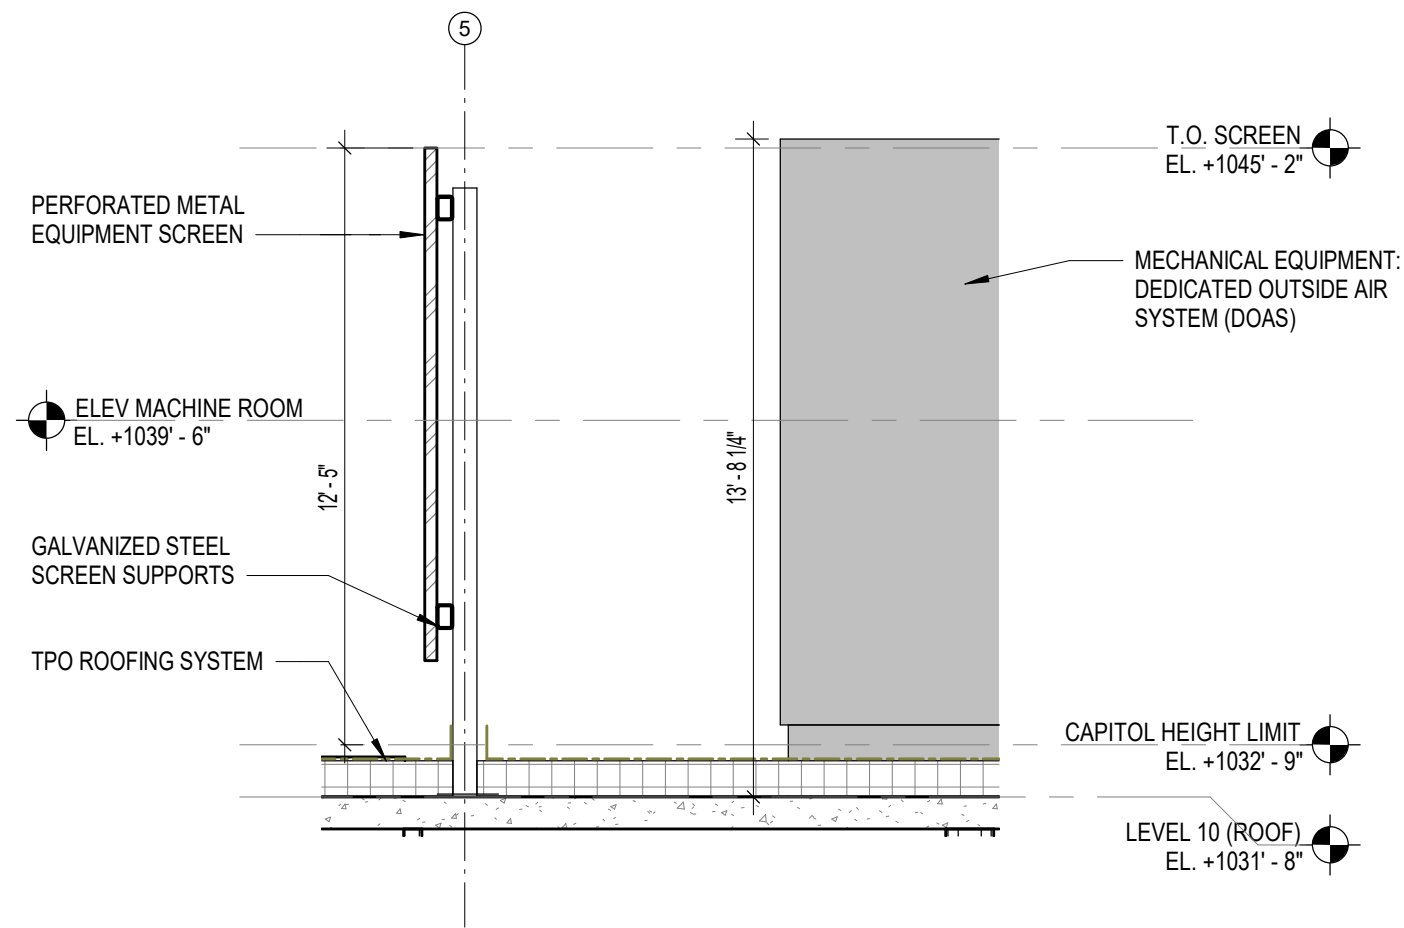 5
T.O. SCREEN
EL. +1045' - 2"
PERFORATED METAL
EQUIPMENT SCREEN
MECHANICAL EQUIPMENT:
DEDICATED OUTSIDE AIR
SYSTEM (DOAS)
ELEV MACHINE ROOM
EL. +1039' - 6"
12' - 5"
13' - 8 1/4"
GALVANIZED STEEL
SCREEN SUPPORTS
TPO ROOFING SYSTEM
CAPITOL HEIGHT LIMIT
EL. +1032' - 9"
LEVEL 10 (ROOF)
EL. +1031' - 8"